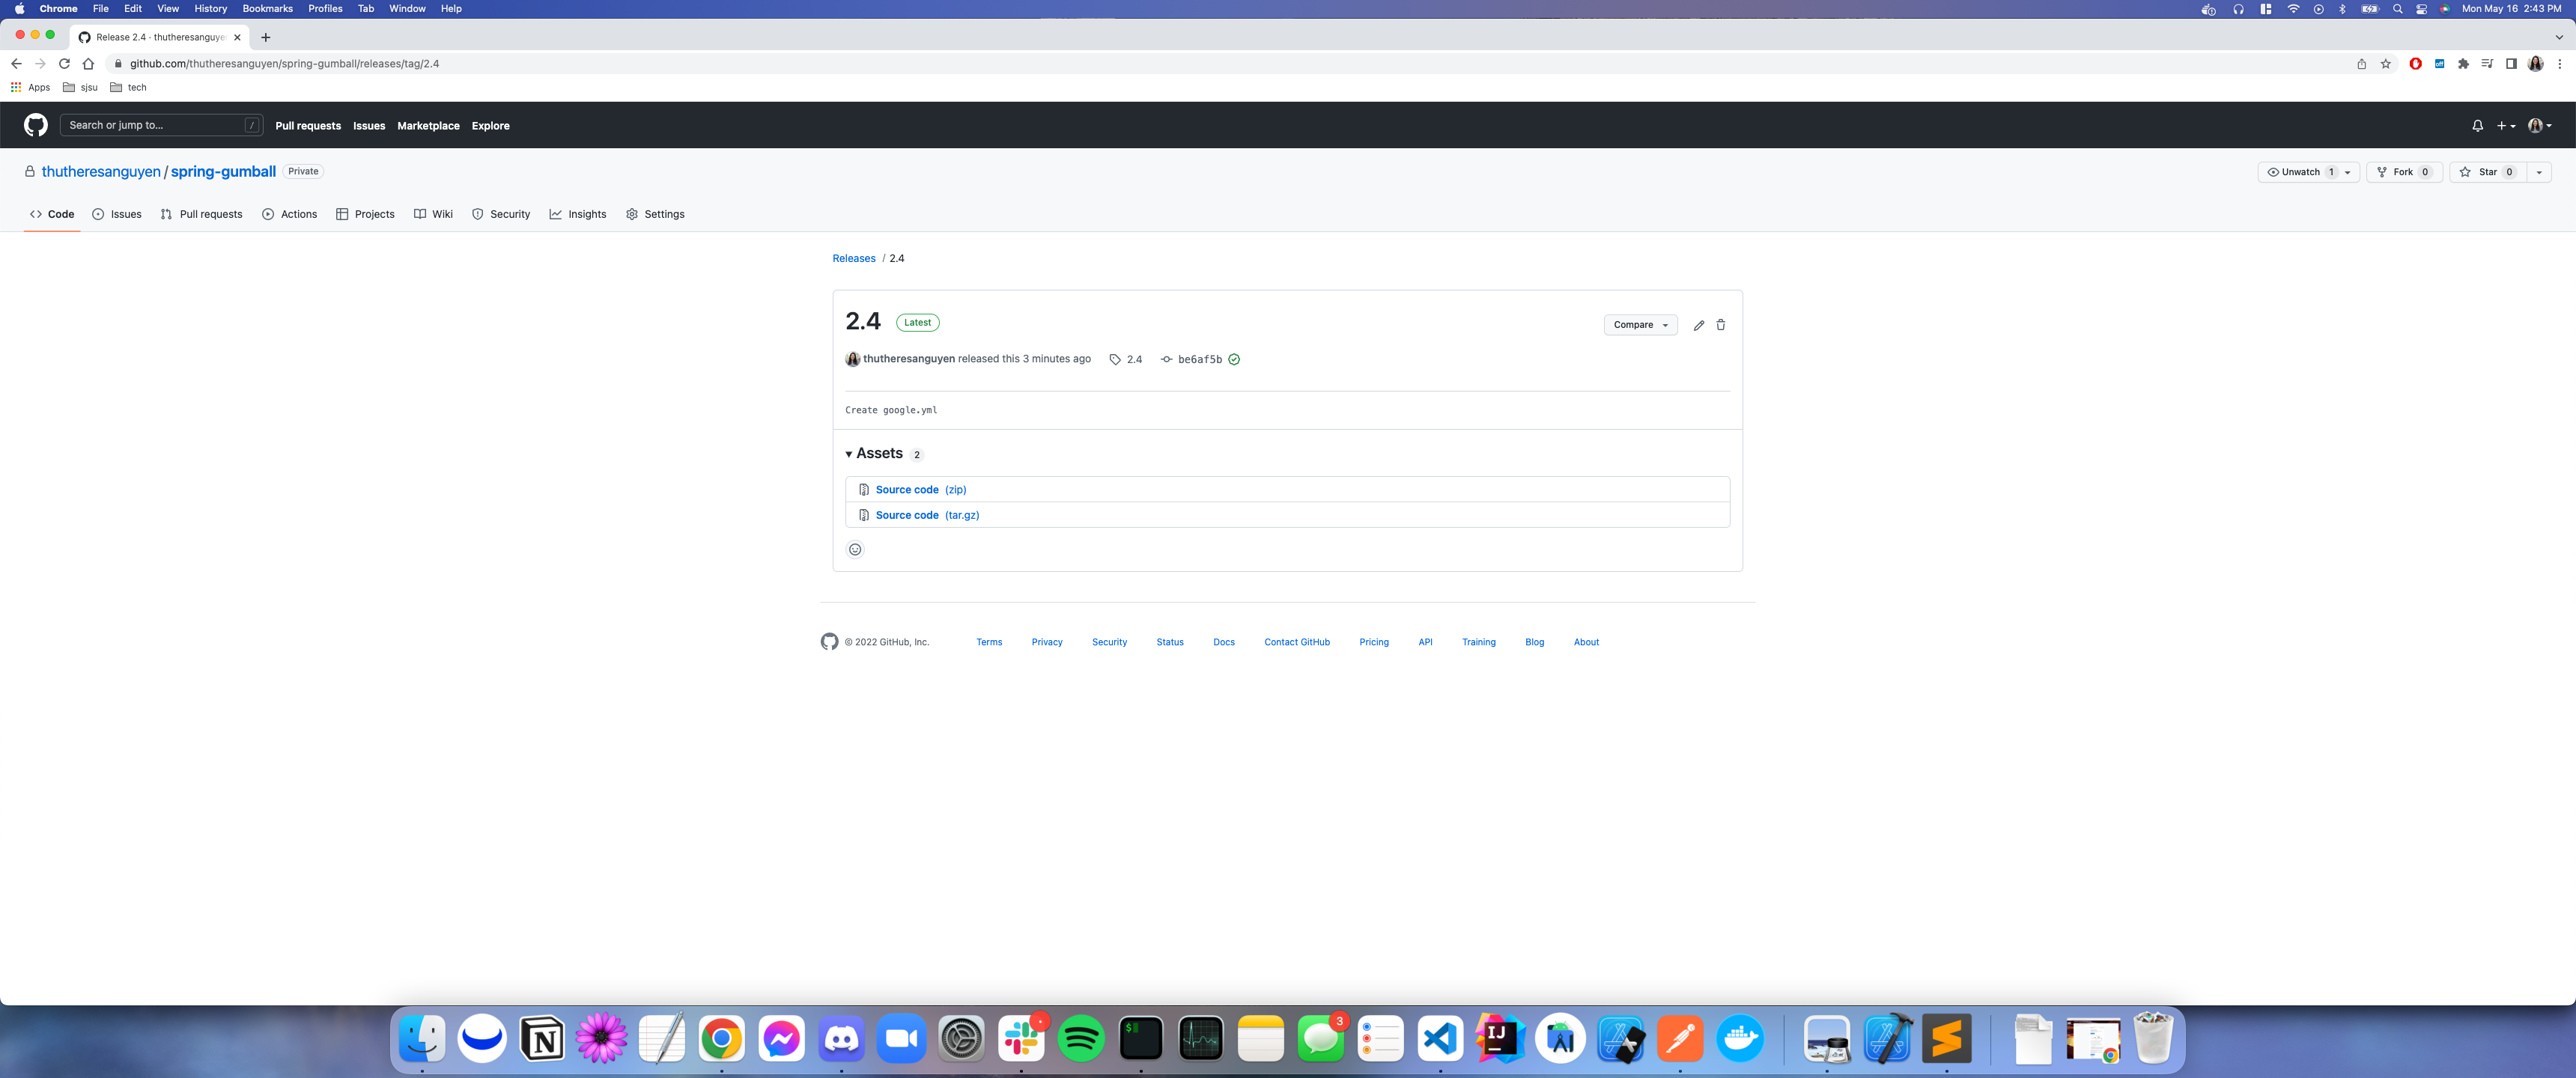 Chrome File Edit View History Bookmarks Profiles Tab Window Help Mon May 16 2:43 PM
Release 2.4 · thutheresanguye
github.com/thutheresanguyen/spring-gumball/releases/tag/2.4
Apps sjsu tech
Search or jump to... / Pull requests Issues Marketplace Explore
thutheresanguyen / spring-gumball Private Unwatch 1 Fork 0 Star 0
Code Issues Pull requests Actions Projects Wiki Security Insights Settings
Releases / 2.4
2.4 Latest Compare
thutheresanguyen released this 3 minutes ago 2.4 be6af5b
Create google.yml
Assets 2
Source code (zip)
Source code (tar.gz)
© 2022 GitHub, Inc. Terms Privacy Security Status Docs Contact GitHub Pricing API Training Blog About
3
IJ